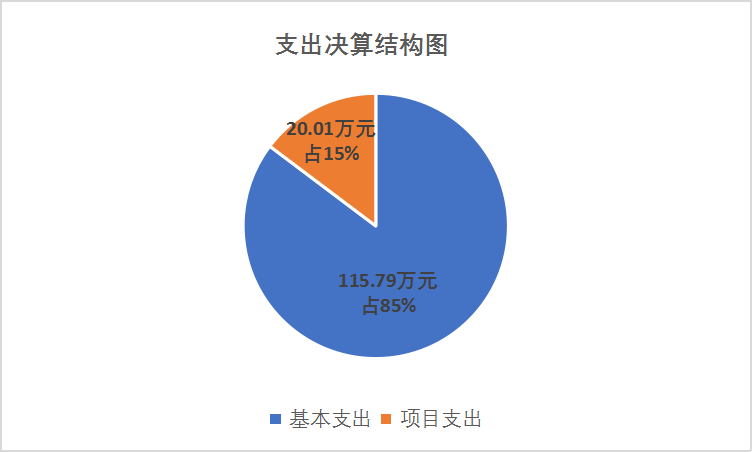 支出决算结构图
20.01万元
占15%
115.79万元
占85%
基本支出 项目支出